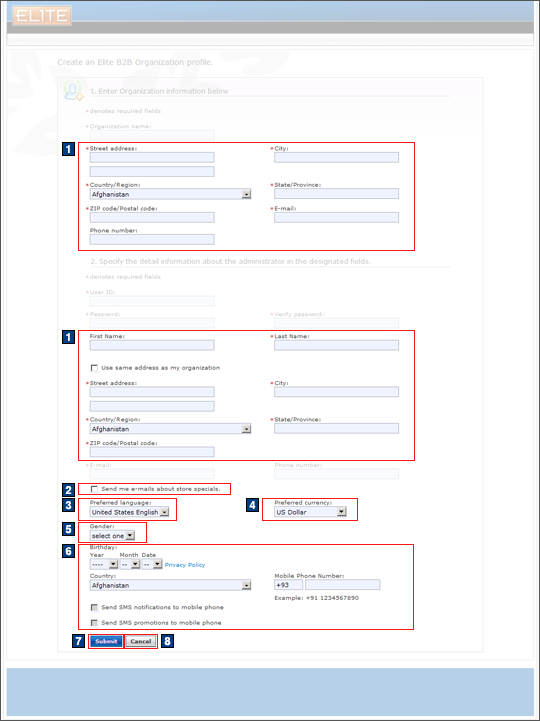 ELITE
Create an Elite B2B Organization profile.
1. Enter Organization information below
* denotes required fields
* Organization name:
1
* Street address:
* City:
* Country/Region:
* State/Province:
Afghanistan
* ZIP code/Postal code:
* E-mail:
Phone number:
2. Specify the detail information about the administrator in the designated fields.
* denotes required fields
* User ID:
* Password:
* Verify password:
1
First Name:
* Last Name:
Use same address as my organization
* Street address:
* City:
* Country/Region:
* State/Province:
Afghanistan
* ZIP code/Postal code:
* E-mail:
Phone number:
2
Send me e-mails about store specials.
3
Preferred language:
United States English
4
Preferred currency:
US Dollar
5
Gender:
select one
6
Birthday:
Year Month Date
---- -- -- Privacy Policy
Country:
Mobile Phone Number:
Afghanistan
+93
Example: +91 1234567890
Send SMS notifications to mobile phone
Send SMS promotions to mobile phone
7
Submit
Cancel
8